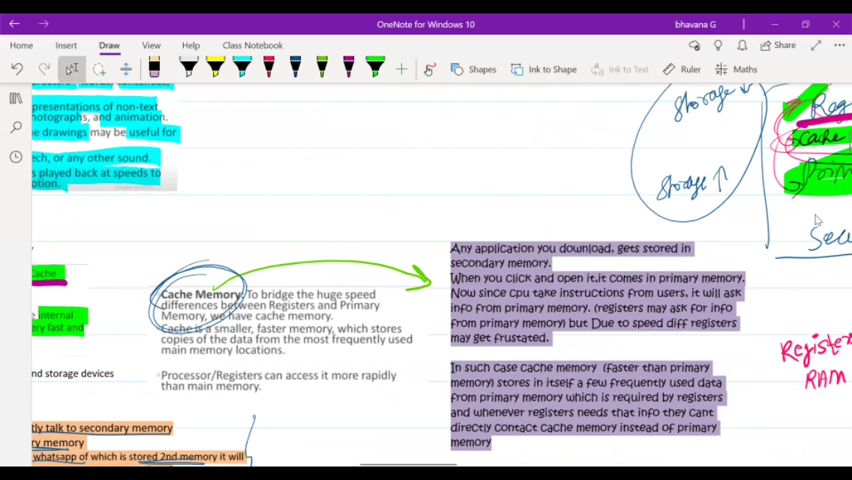 OneNote for Windows 10
bhavana G
Home Insert Draw View Help Class Notebook
Share
Shapes
Ink to Shape
Ink to Text
Ruler
Maths
presentations of non-text
hotographs, and animation.
ne drawings may be useful for
ech, or any other sound.
s played back at speeds to
otion.
Storage ↓
Storage ↑
Reg
cache
Prim
Cache
internal
ery fast and
nd storage devices
Cache Memory: To bridge the huge speed
differences between Registers and Primary
Memory, we have cache memory.
Cache is a smaller, faster memory, which stores
copies of the data from the most frequently used
main memory locations.
Processor/Registers can access it more rapidly
than main memory.
Any application you download, gets stored in
secondary memory.
When you click and open it,it comes in primary memory.
Now since cpu take instructions from users, it will ask
info from primary memory. (registers may ask for info
from primary memory) but Due to speed diff registers
may get frustated.
In such case cache memory (faster than primary
memory) stores in itself a few frequently used data
from primary memory which is required by registers
and whenever registers needs that info they cant
directly contact cache memory instead of primary
memory
Register
RAM
tly talk to secondary memory
ry memory
whatsapp of which is stored 2nd memory it will